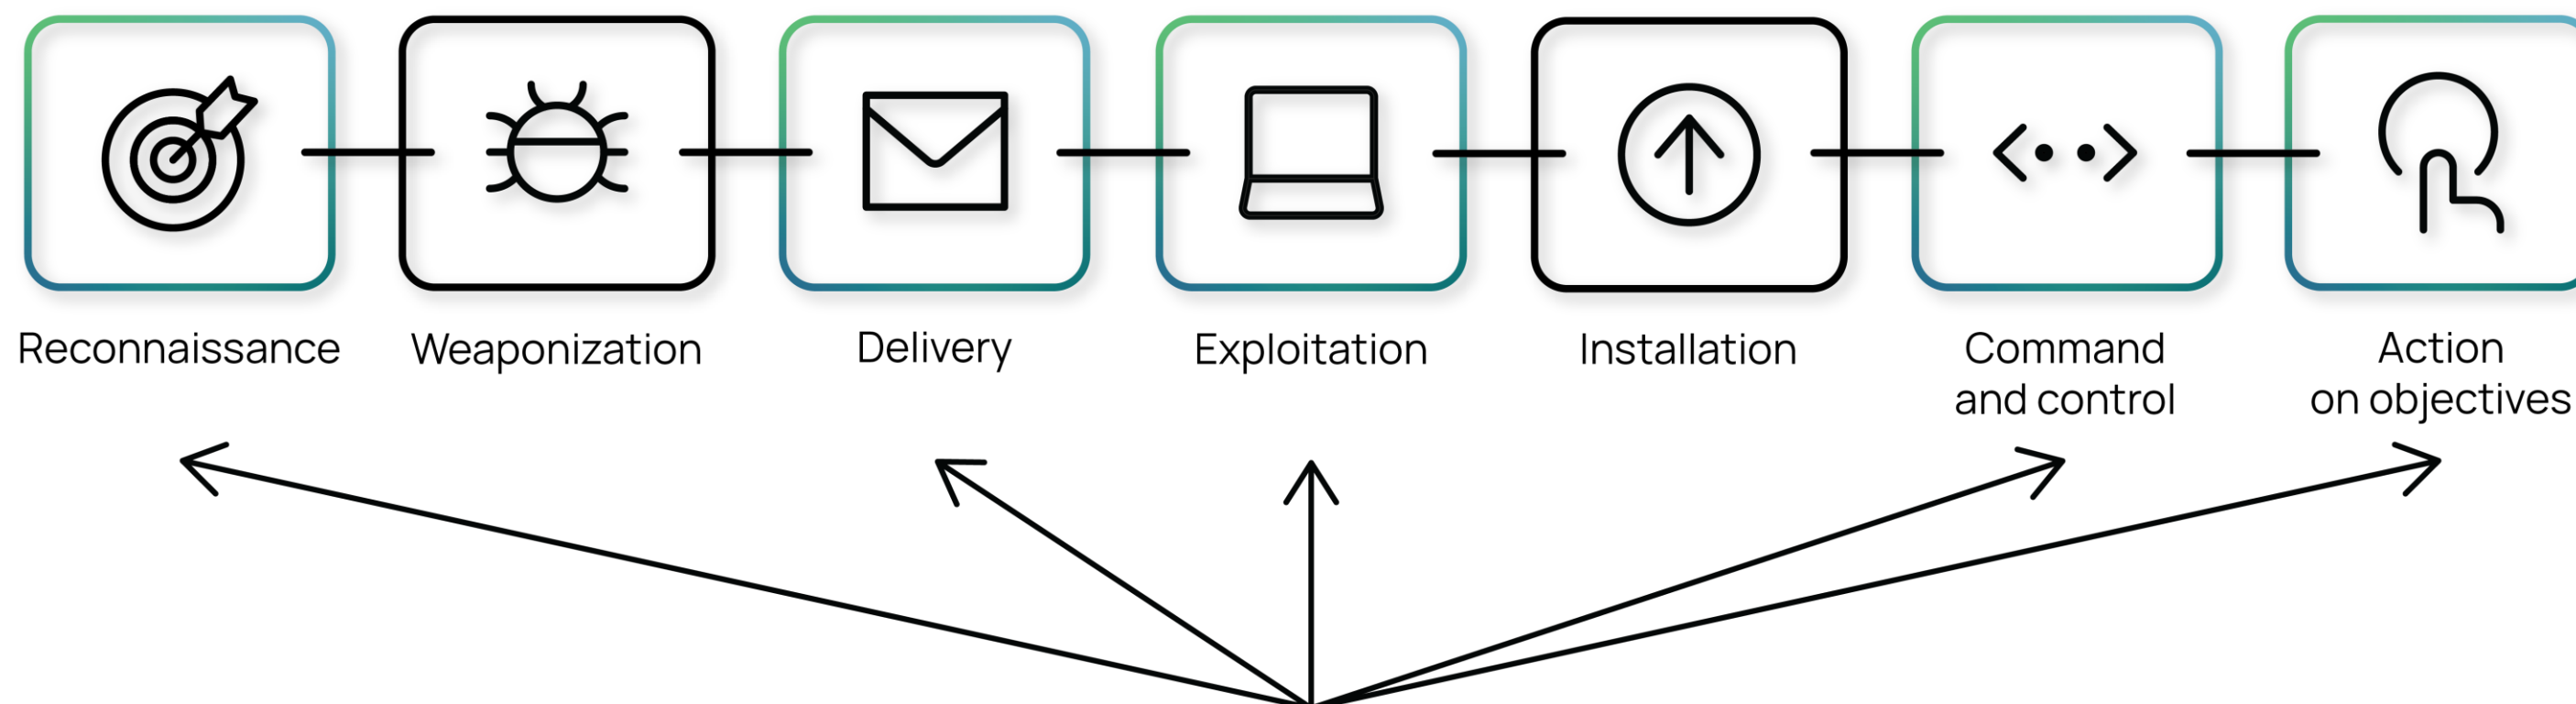 Reconnaissance
Weaponization
Delivery
Exploitation
Installation
Command
and control
Action
on objectives